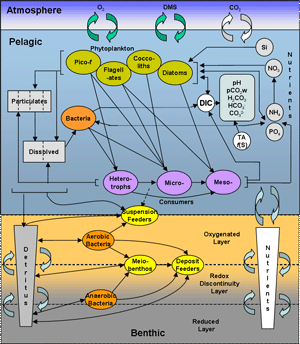 Atmosphere
O₂
DMS
CO₂
Pelagic
Phytoplankton
Pico-f
Flagell
-ates
Cocco-
liths
Diatoms
Si
NO₃
NH₄
PO₄
Nutrients
Particulates
Bacteria
Dissolved
DIC
pH
pCO₂w
H₂CO₃
HCO₃⁻
CO₃²⁻
TA
f(S)
Hetero-
trophs
Micro-
Meso-
Consumers
Suspension
Feeders
Aerobic
Bacteria
Oxygenated
Layer
Meio-
benthos
Deposit
Feeders
Redox
Discontinuity
Layer
Anaerobic
Bacteria
Reduced
Layer
Detritus
Nutrients
Benthic